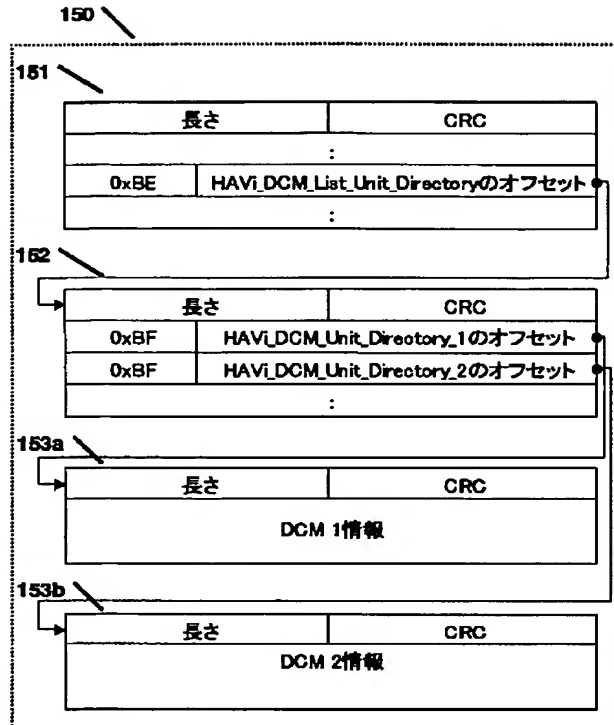 150
151
長さ CRC
:
0xBE HAVi_DCM_List_Unit_Directoryのオフセット
:
152
長さ CRC
0xBF HAVi_DCM_Unit_Directory_1のオフセット
0xBF HAVi_DCM_Unit_Directory_2のオフセット
:
153a
長さ CRC
DCM 1情報
153b
長さ CRC
DCM 2情報